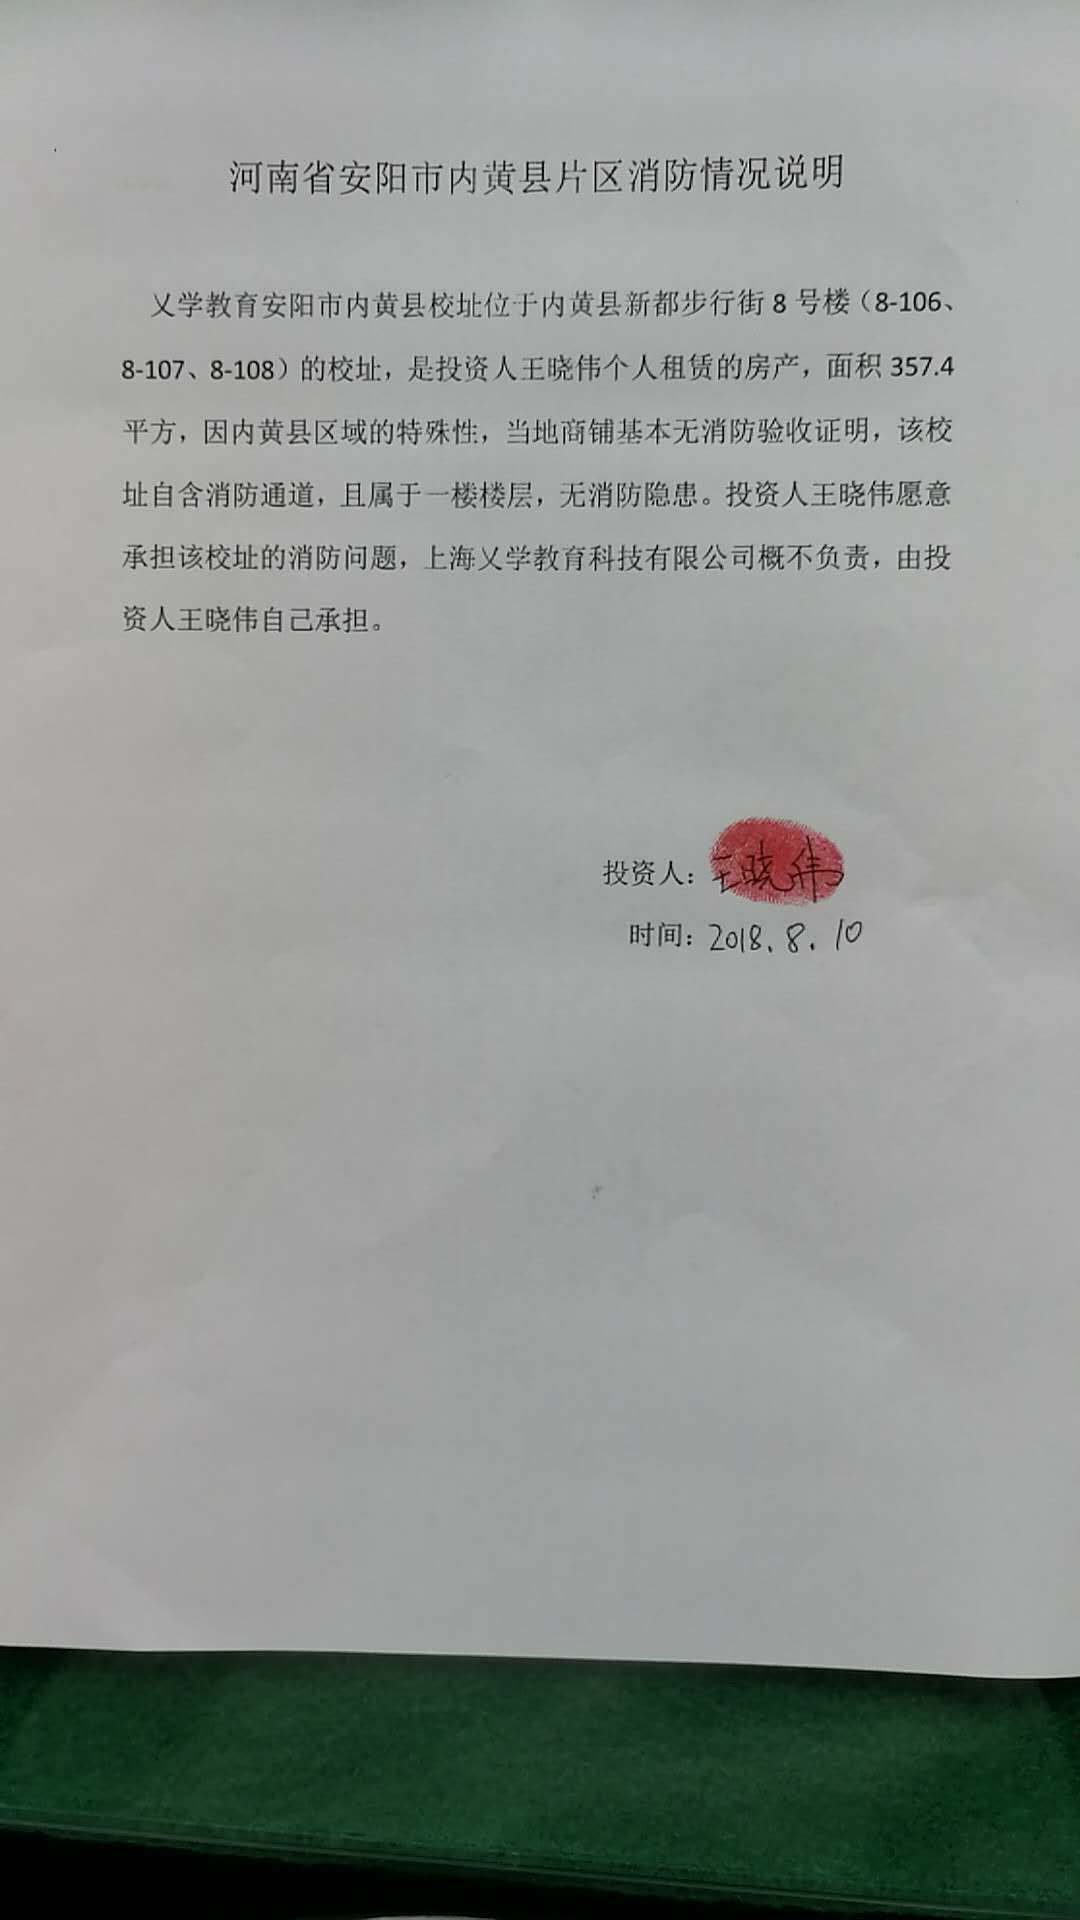 河南省安阳市内黄县片区消防情况说明
乂学教育安阳市内黄县校址位于内黄县新都步行街 8 号楼（8-106、
8-107、8-108）的校址，是投资人王晓伟个人租赁的房产，面积 357.4
平方，因内黄县区域的特殊性，当地商铺基本无消防验收证明，该校
址自含消防通道，且属于一楼楼层，无消防隐患。投资人王晓伟愿意
承担该校址的消防问题，上海乂学教育科技有限公司概不负责，由投
资人王晓伟自己承担。
投资人：王晓伟
时间：2018.8.10